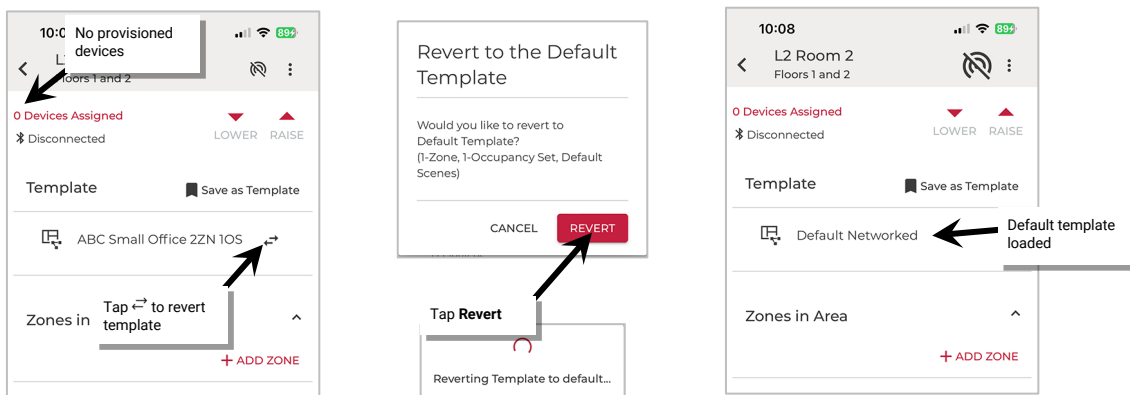 10:0
No provisioned
devices
89
L
Floors 1 and 2
0 Devices Assigned
Disconnected
LOWER RAISE
Template
Save as Template
ABC Small Office 2ZN 1OS
Tap ⇄ to revert
template
Zones in
+ ADD ZONE
Revert to the Default
Template
Would you like to revert to
Default Template?
(1-Zone, 1-Occupancy Set, Default
Scenes)
CANCEL REVERT
Tap Revert
Reverting Template to default...
10:08
89
L2 Room 2
Floors 1 and 2
0 Devices Assigned
Disconnected
LOWER RAISE
Template
Save as Template
Default Networked
Default template
loaded
Zones in Area
+ ADD ZONE